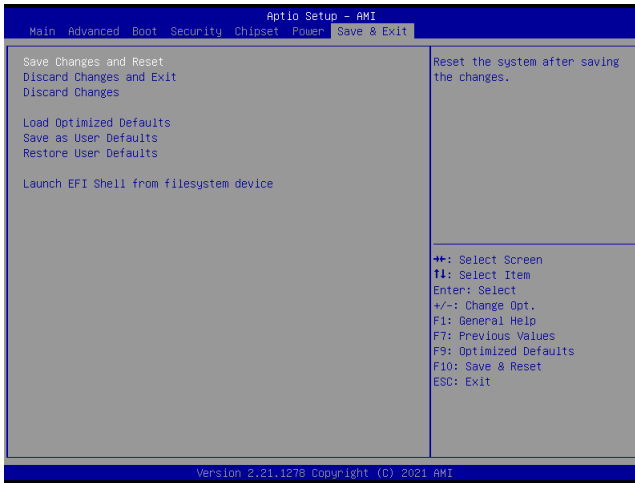 Aptio Setup – AMI
Main Advanced Boot Security Chipset Power Save & Exit
Save Changes and Reset
Discard Changes and Exit
Discard Changes
Load Optimized Defaults
Save as User Defaults
Restore User Defaults
Launch EFI Shell from filesystem device
Reset the system after saving
the changes.
→←: Select Screen
↑↓: Select Item
Enter: Select
+/-: Change Opt.
F1: General Help
F7: Previous Values
F9: Optimized Defaults
F10: Save & Reset
ESC: Exit
Version 2.21.1278 Copyright (C) 2021 AMI